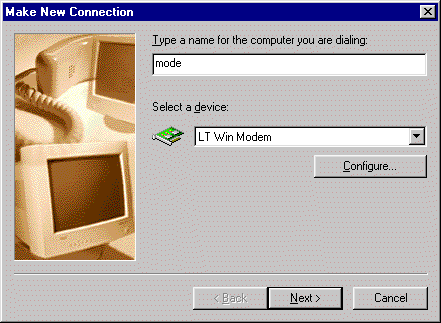 Make New Connection
Type a name for the computer you are dialing:
mode
Select a device:
LT Win Modem
Configure...
< Back
Next >
Cancel